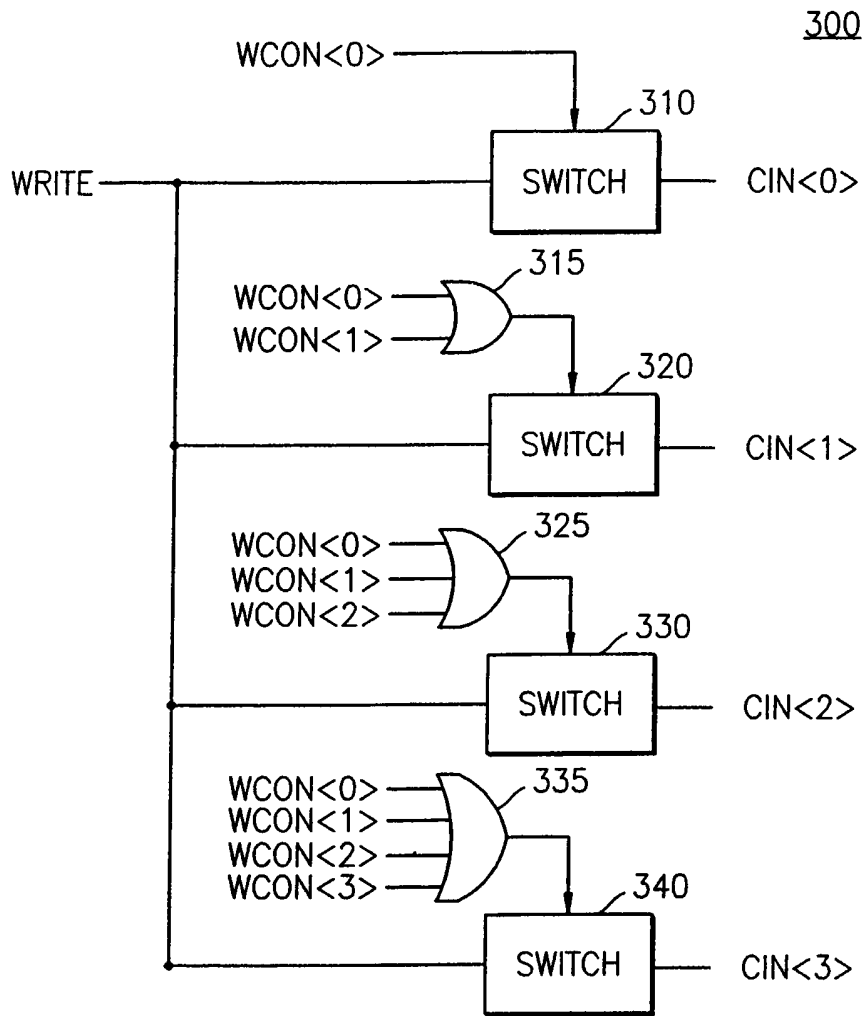 300
WCON<0>
310
WRITE
SWITCH
CIN<0>
315
WCON<0>
WCON<1>
320
SWITCH
CIN<1>
325
WCON<0>
WCON<1>
WCON<2>
330
SWITCH
CIN<2>
335
WCON<0>
WCON<1>
WCON<2>
WCON<3>
340
SWITCH
CIN<3>